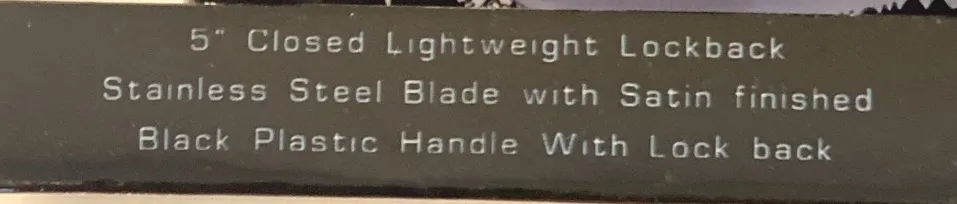 5" Closed Lightweight Lockback
Stainless Steel Blade with Satin finished
Black Plastic Handle With Lock back